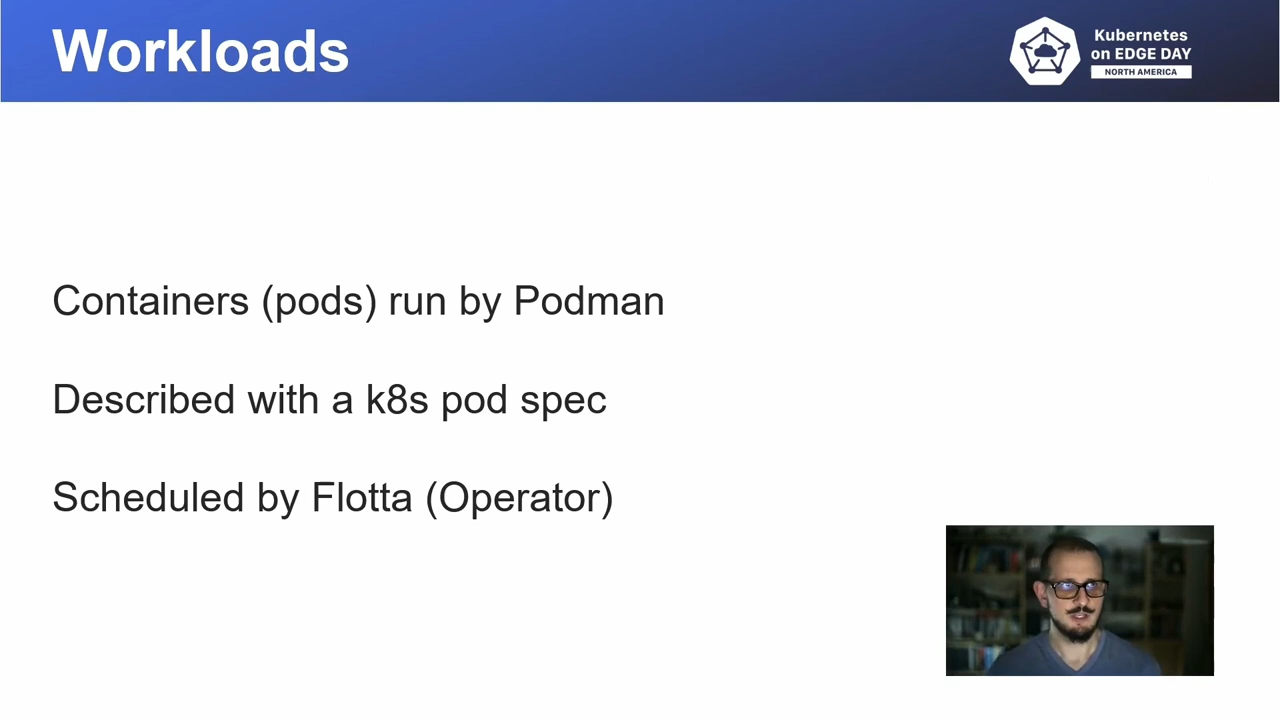 Workloads
Kubernetes
on EDGE DAY
NORTH AMERICA
Containers (pods) run by Podman
Described with a k8s pod spec
Scheduled by Flotta (Operator)